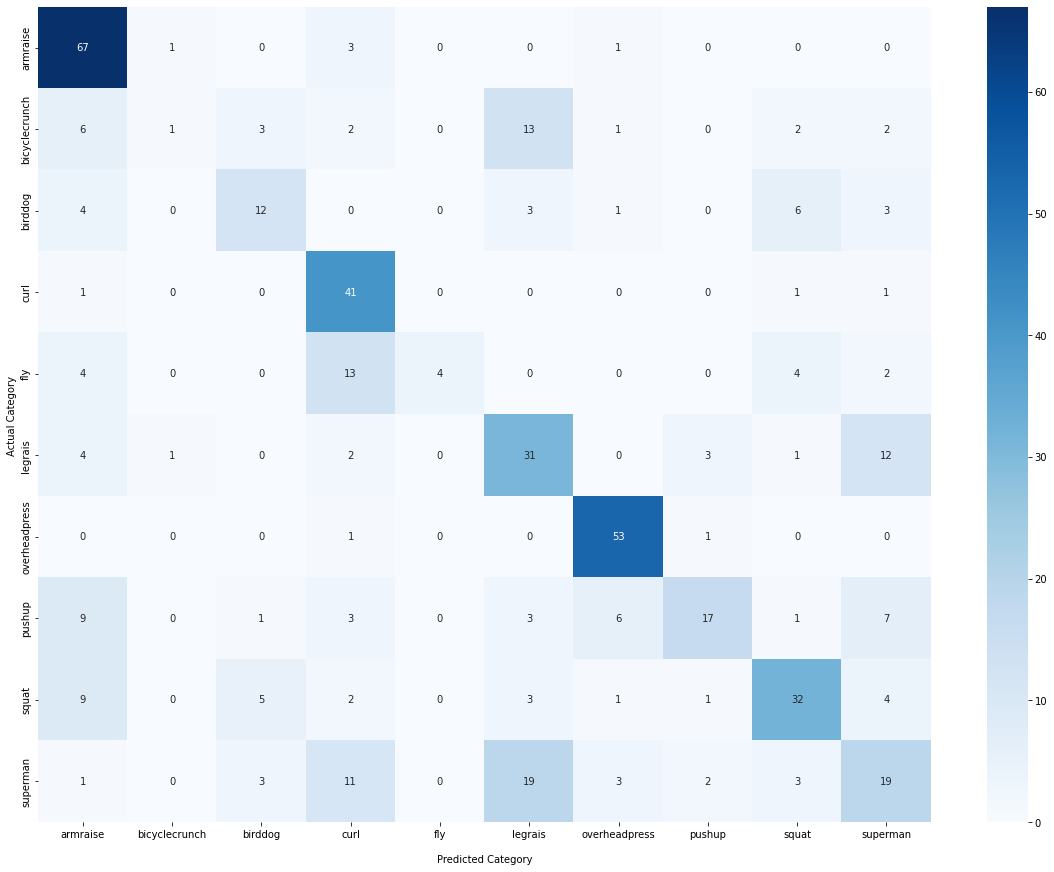 armraise 67 1 0 3 0 0 1 0 0 0
bicyclecrunch 6 1 3 2 0 13 1 0 2 2
birddog 4 0 12 0 0 3 1 0 6 3
curl 1 0 0 41 0 0 0 0 1 1
fly 4 0 0 13 4 0 0 0 4 2
legrais 4 1 0 2 0 31 0 3 1 12
overheadpress 0 0 0 1 0 0 53 1 0 0
pushup 9 0 1 3 0 3 6 17 1 7
squat 9 0 5 2 0 3 1 1 32 4
superman 1 0 3 11 0 19 3 2 3 19
armraise bicyclecrunch birddog curl fly legrais overheadpress pushup squat superman
Predicted Category
Actual Category
60
50
40
30
20
10
0